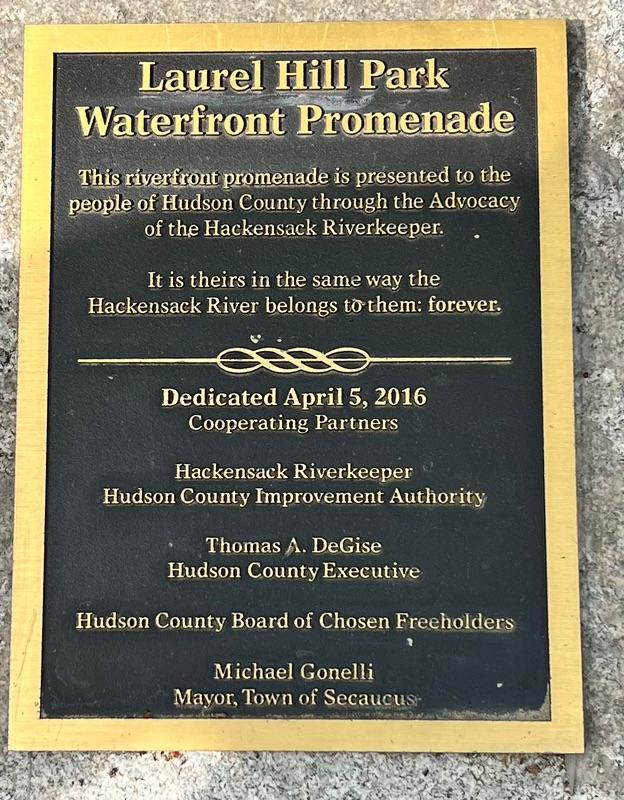 Laurel Hill Park
Waterfront Promenade
This riverfront promenade is presented to the
people of Hudson County through the Advocacy
of the Hackensack Riverkeeper.
It is theirs in the same way the
Hackensack River belongs to them: forever.
Dedicated April 5, 2016
Cooperating Partners
Hackensack Riverkeeper
Hudson County Improvement Authority
Thomas A. DeGise
Hudson County Executive
Hudson County Board of Chosen Freeholders
Michael Gonelli
Mayor, Town of Secaucus